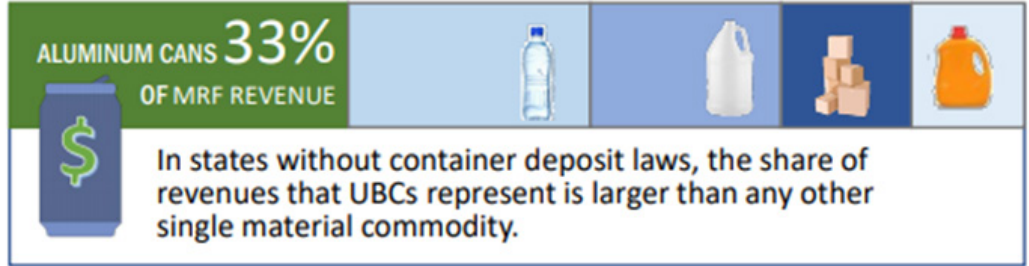 ALUMINUM CANS 33%
OF MRF REVENUE
$
In states without container deposit laws, the share of
revenues that UBCs represent is larger than any other
single material commodity.